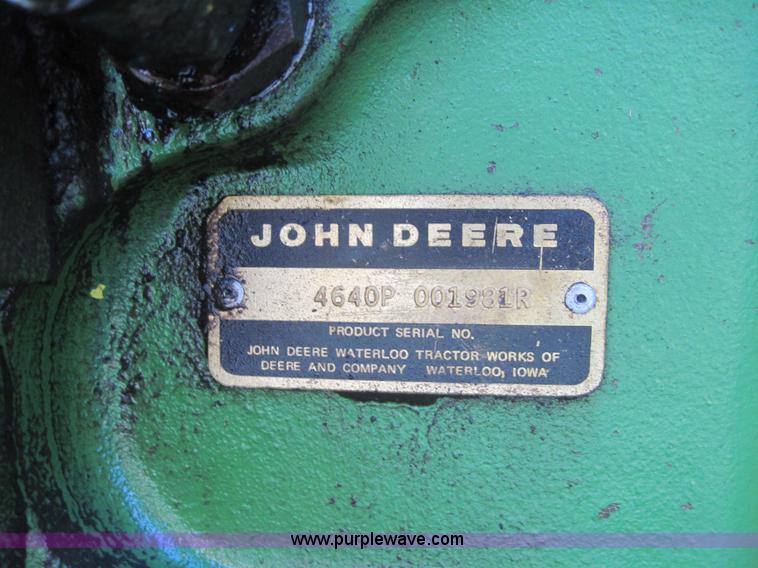 JOHN DEERE
4640P 001981R
PRODUCT SERIAL NO.
JOHN DEERE WATERLOO TRACTOR WORKS OF
DEERE AND COMPANY WATERLOO, IOWA
www.purplewave.com